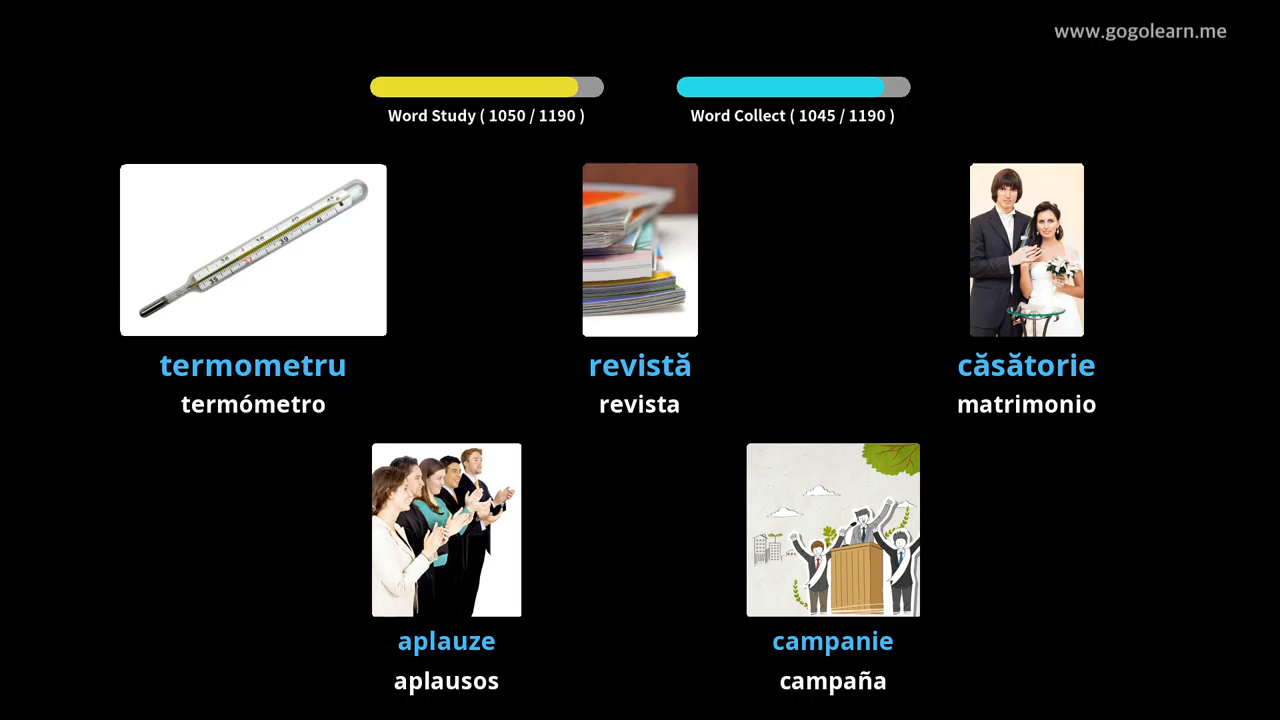 www.gogolearn.me
Word Study ( 1050 / 1190 )
Word Collect ( 1045 / 1190 )
termometru
termómetro
revistă
revista
căsătorie
matrimonio
aplauze
aplausos
campanie
campaña